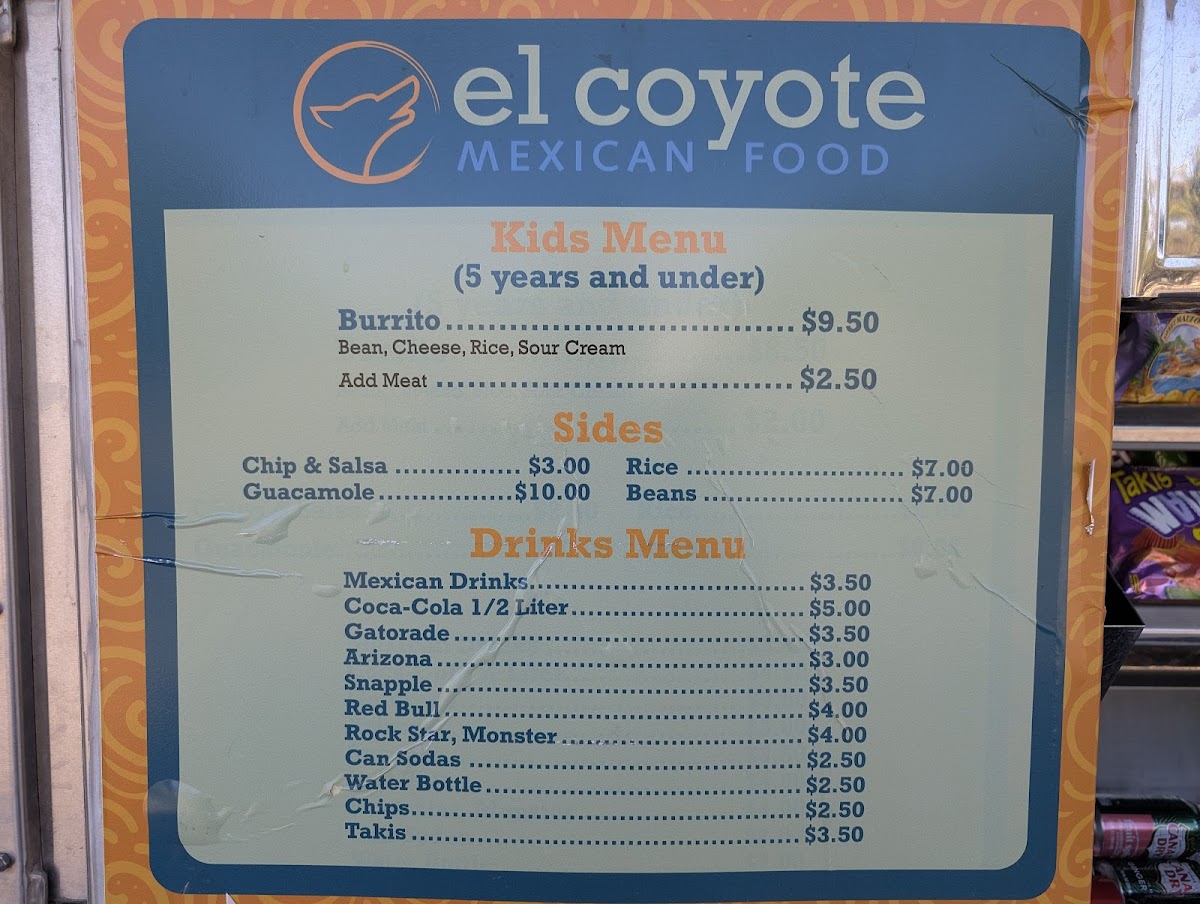 el coyote
MEXICAN FOOD
Kids Menu
(5 years and under)
Burrito ........ $9.50
Bean, Cheese, Rice, Sour Cream
Add Meat ........ $2.50
Sides
Chip & Salsa ........ $3.00
Guacamole ........ $10.00
Rice ........ $7.00
Beans ........ $7.00
Drinks Menu
Mexican Drinks ........ $3.50
Coca-Cola 1/2 Liter ........ $5.00
Gatorade ........ $3.50
Arizona ........ $3.00
Snapple ........ $3.50
Red Bull ........ $4.00
Rock Star, Monster ........ $4.00
Can Sodas ........ $2.50
Water Bottle ........ $2.50
Chips ........ $2.50
Takis ........ $3.50
Takis